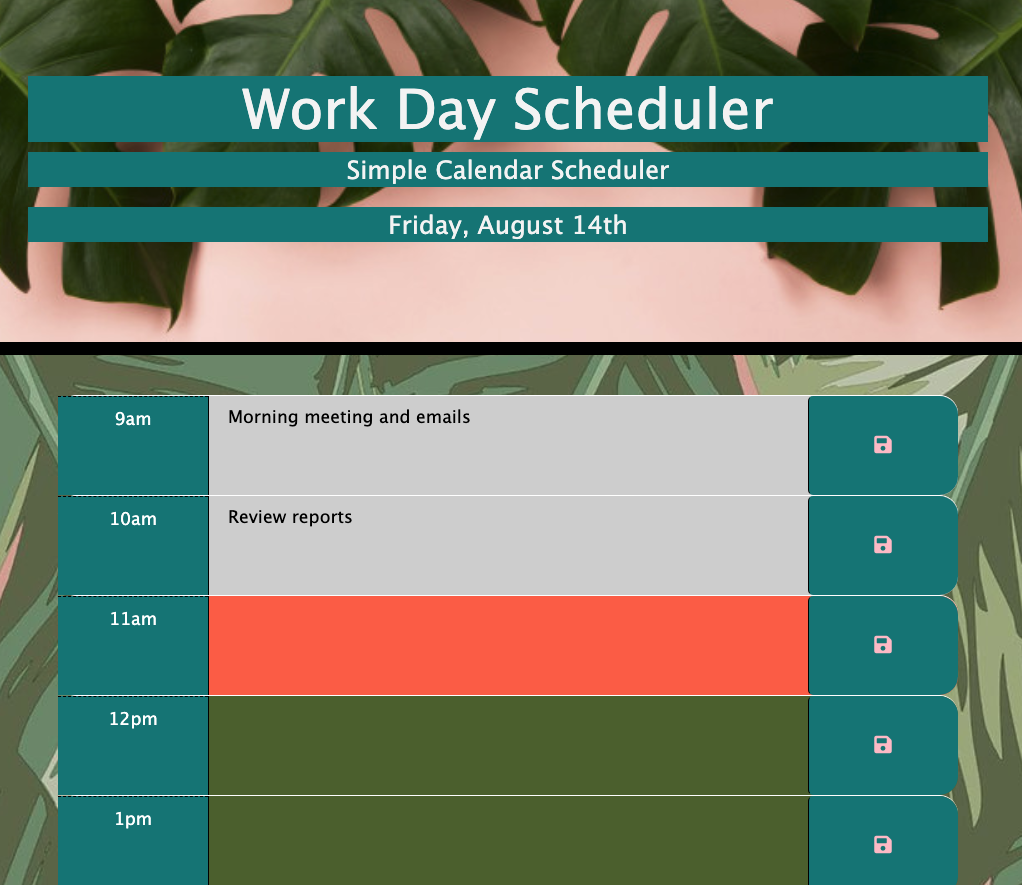 Work Day Scheduler
Simple Calendar Scheduler
Friday, August 14th
9am
Morning meeting and emails
10am
Review reports
11am
12pm
1pm